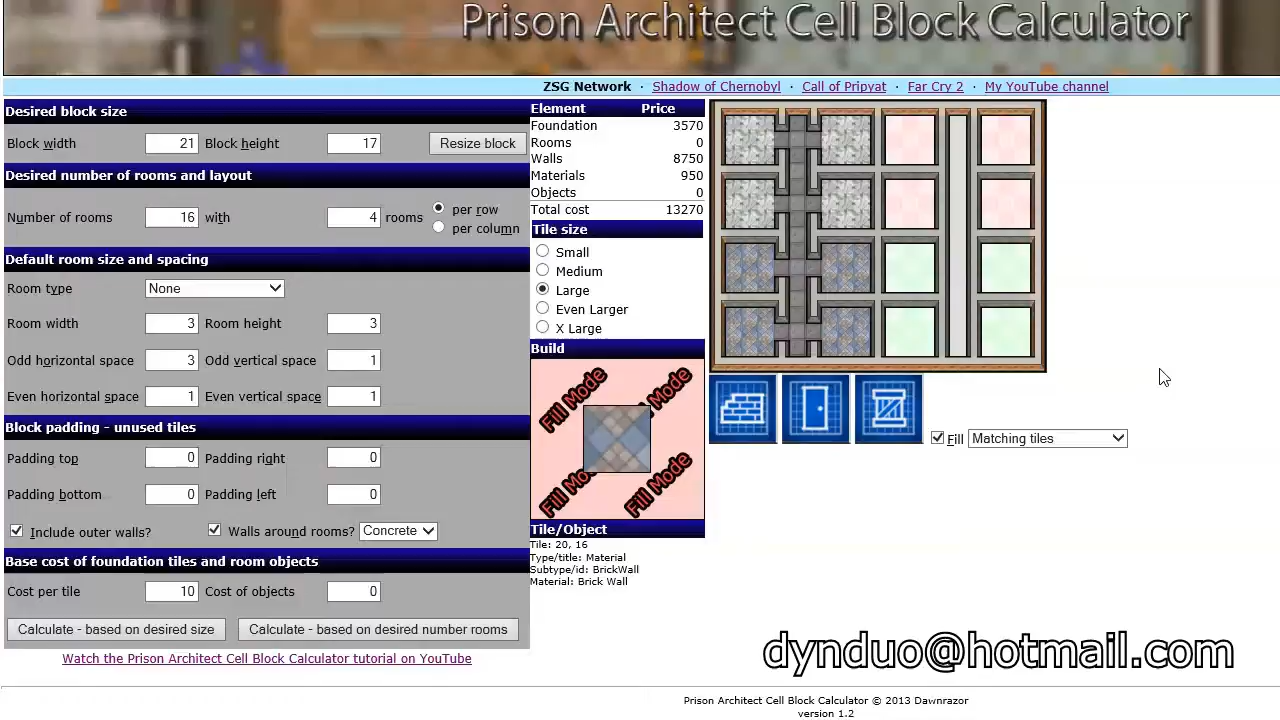 Prison Architect Cell Block Calculator
ZSG Network · Shadow of Chernobyl · Call of Pripyat · Far Cry 2 · My YouTube channel
Desired block size
Block width 21 Block height 17 Resize block
Desired number of rooms and layout
Number of rooms 16 with 4 rooms per row
per column
Default room size and spacing
Room type None
Room width 3 Room height 3
Odd horizontal space 3 Odd vertical space 1
Even horizontal space 1 Even vertical space 1
Block padding - unused tiles
Padding top 0 Padding right 0
Padding bottom 0 Padding left 0
Include outer walls? Walls around rooms? Concrete
Base cost of foundation tiles and room objects
Cost per tile 10 Cost of objects 0
Calculate - based on desired size Calculate - based on desired number rooms
Watch the Prison Architect Cell Block Calculator tutorial on YouTube
Element Price
Foundation 3570
Rooms 0
Walls 8750
Materials 950
Objects 0
Total cost 13270
Tile size
Small
Medium
Large
Even Larger
X Large
Build
Fill Mode Fill Mode
Fill Mode Fill Mode
Tile/Object
Tile: 20, 16
Type/title: Material
Subtype/id: BrickWall
Material: Brick Wall
Fill Matching tiles
dynduo@hotmail.com
Prison Architect Cell Block Calculator © 2013 Dawnrazor
version 1.2